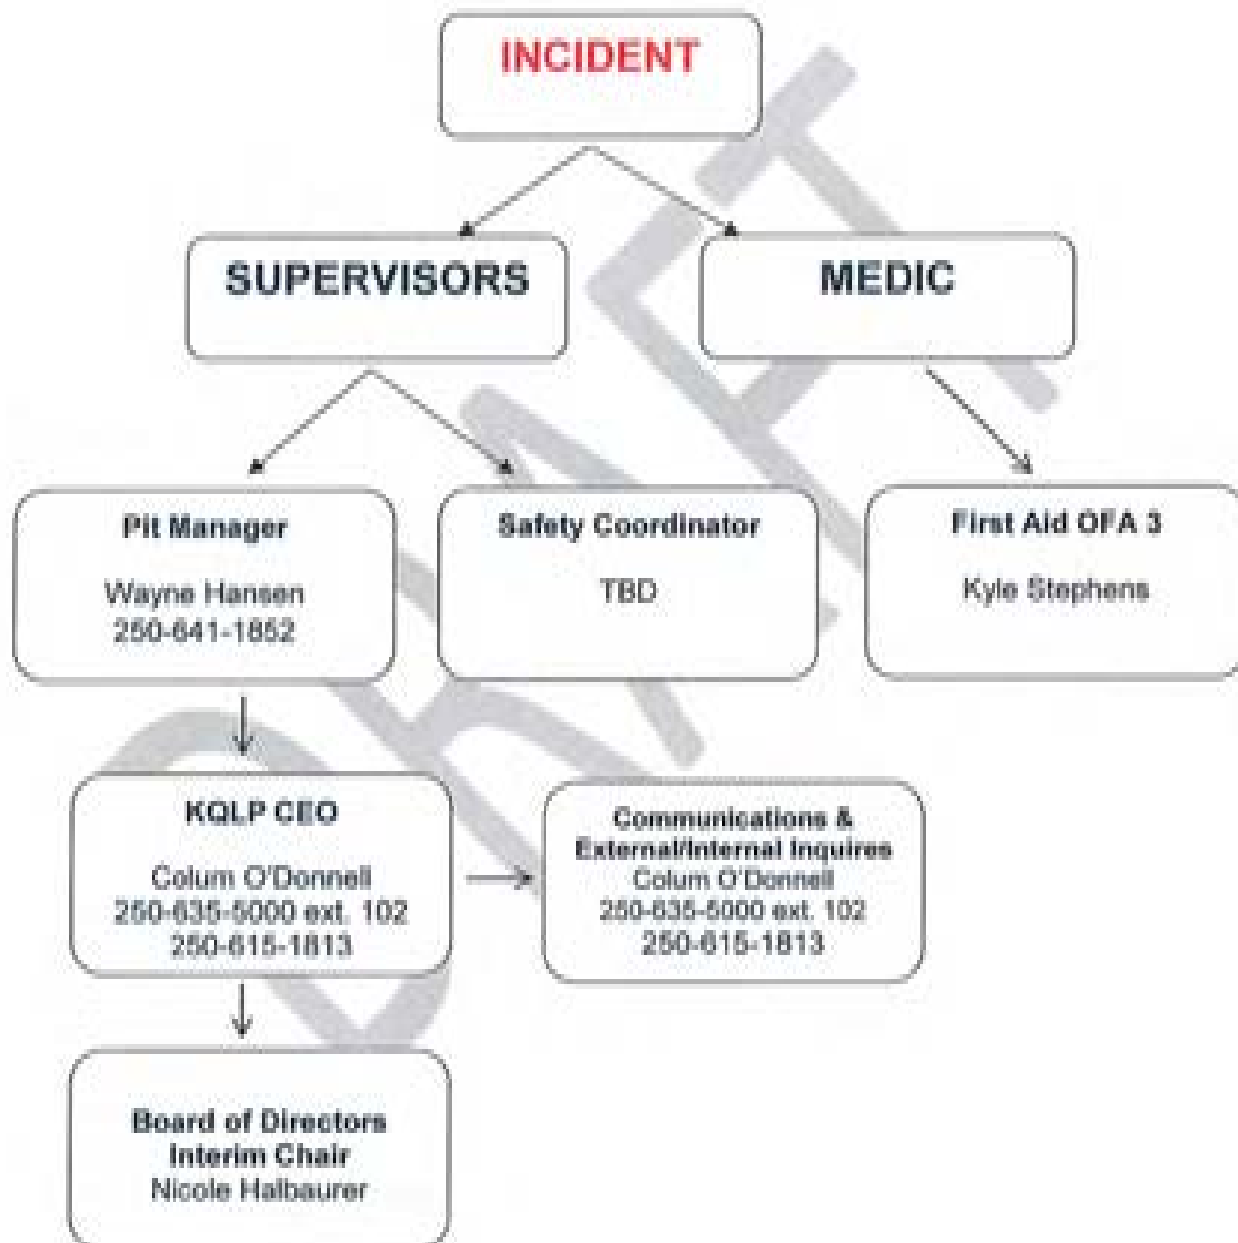 INCIDENT
SUPERVISORS
MEDIC
Pit Manager
Wayne Hansen
250-641-1852
Safety Coordinator
TBD
First Aid OFA 3
Kyle Stephens
KQLP CEO
Colum O'Donnell
250-635-5000 ext. 102
250-615-1813
Communications &
External/Internal Inquires
Colum O'Donnell
250-635-5000 ext. 102
250-615-1813
Board of Directors
Interim Chair
Nicole Halbaurer
DRAFT